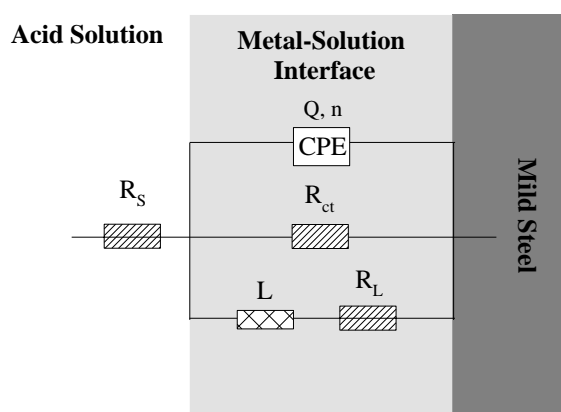 Acid Solution
Metal-Solution
Interface
Q, n
CPE
R_S
R_ct
L
R_L
Mild Steel